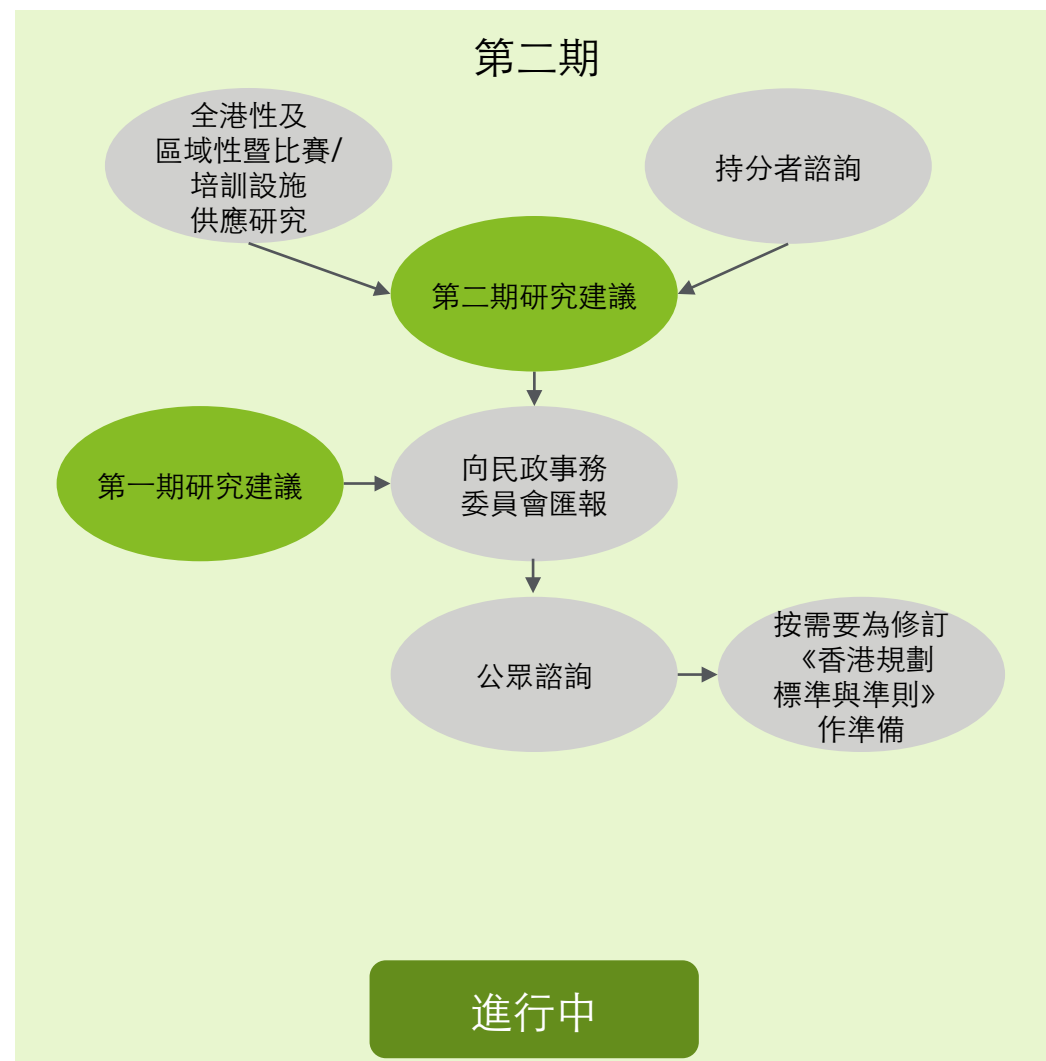 第二期
全港性及
區域性暨比賽/
培訓設施
供應研究
持分者諮詢
第二期研究建議
第一期研究建議
向民政事務
委員會匯報
公眾諮詢
按需要為修訂
《香港規劃
標準與準則》
作準備
進行中